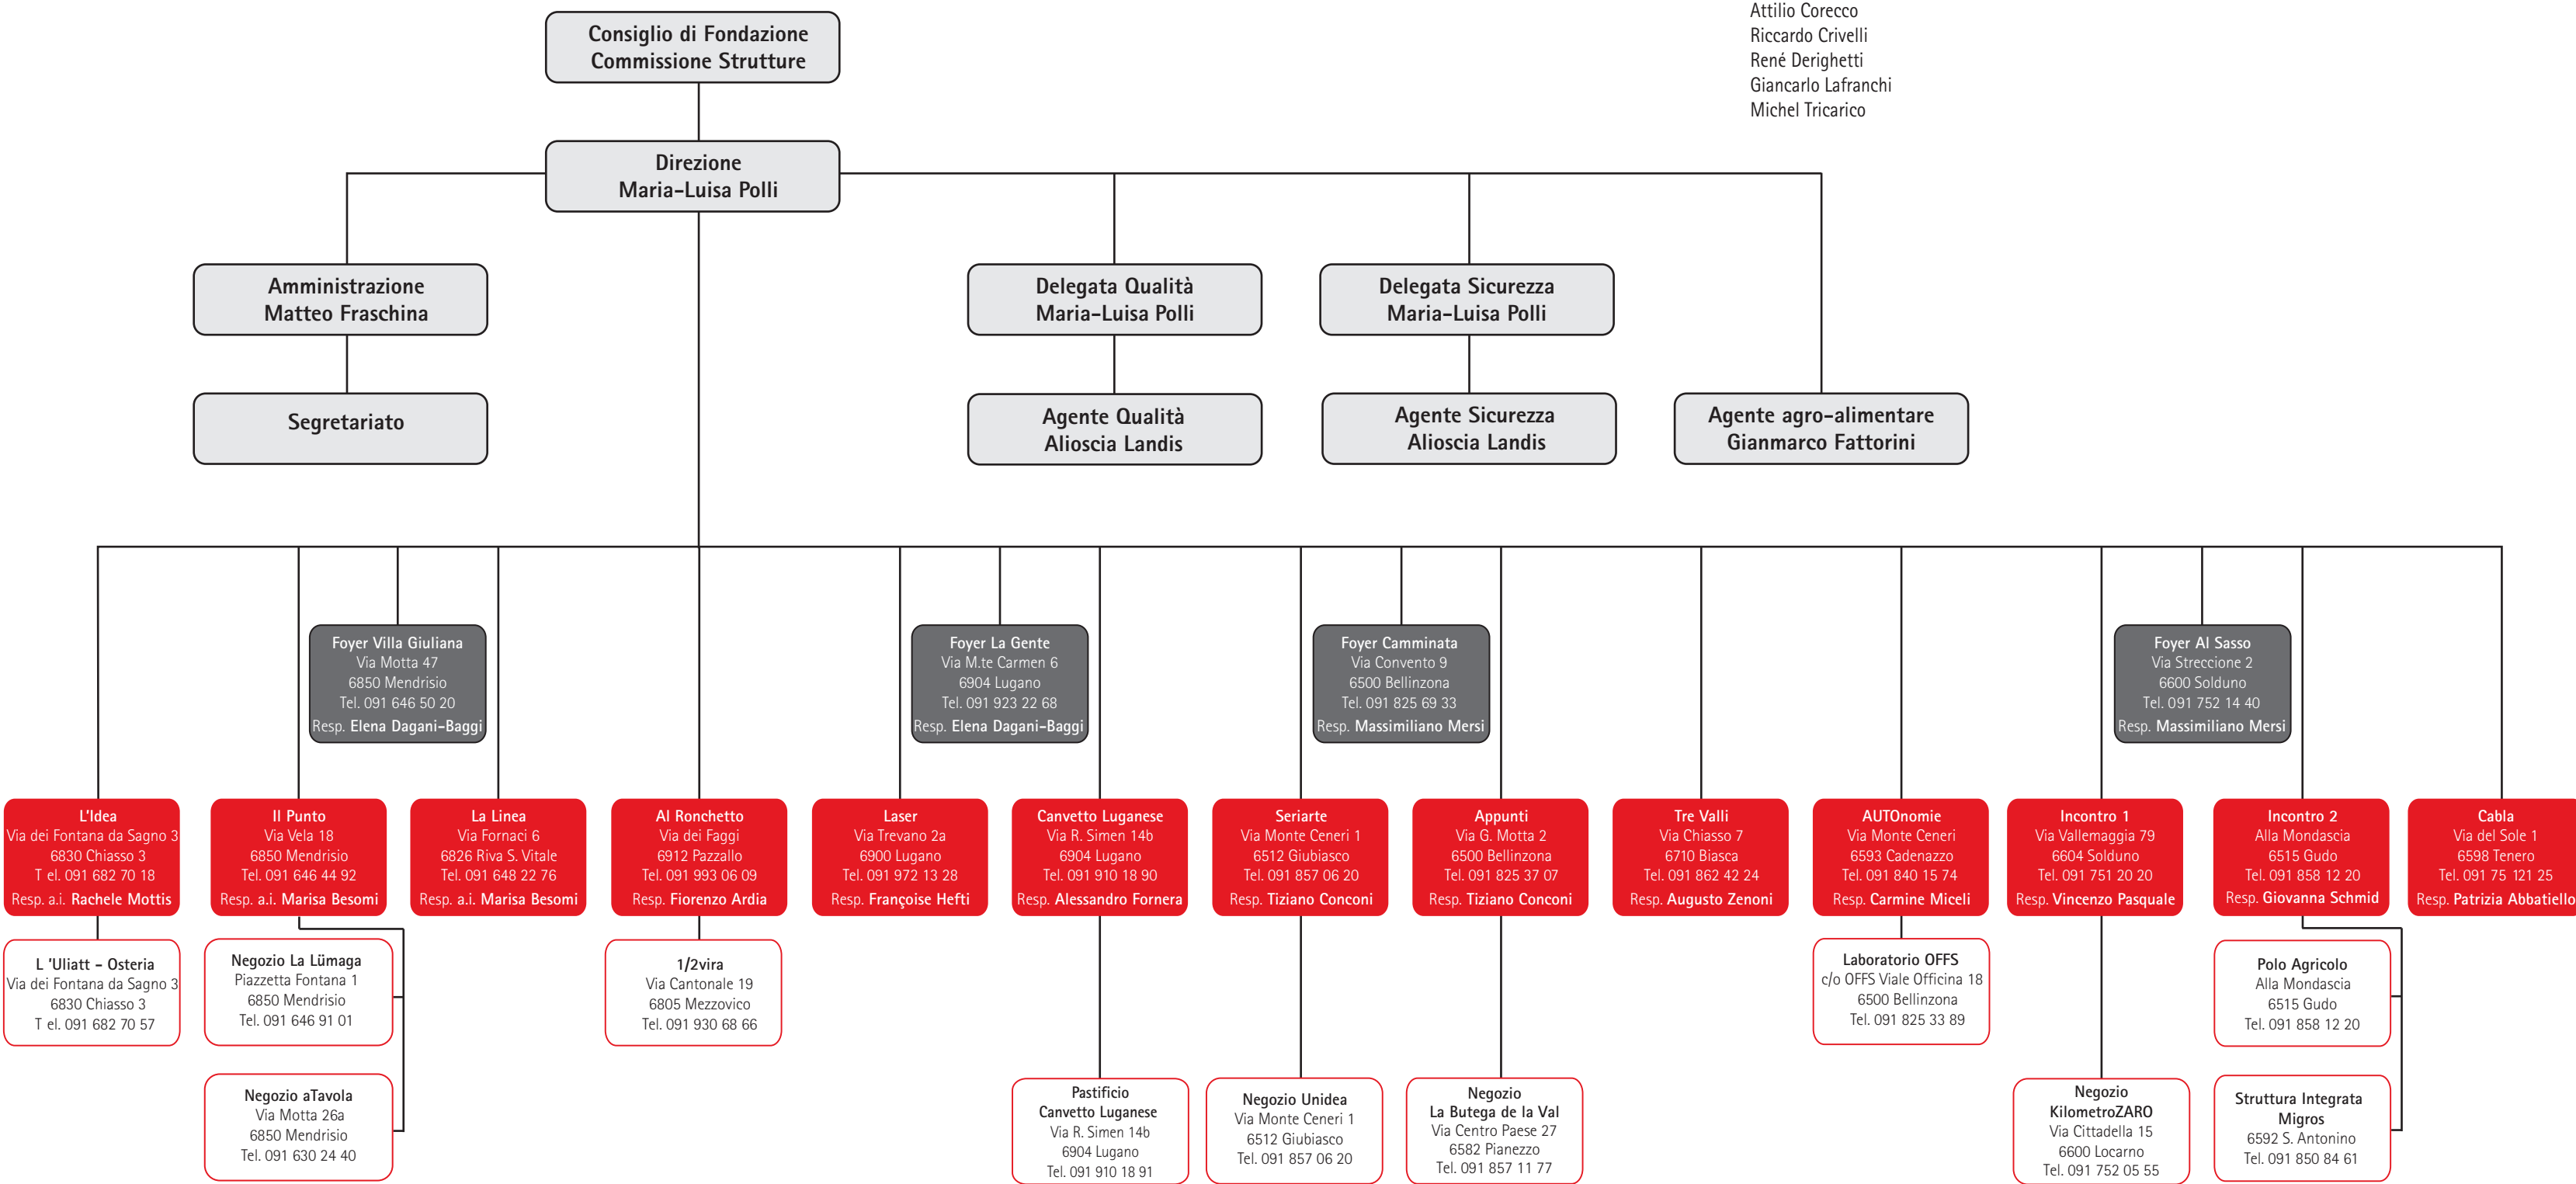 Attilio Corecco
Riccardo Crivelli
René Derighetti
Giancarlo Lafranchi
Michel Tricarico
Consiglio di Fondazione
Commissione Strutture
Direzione
Maria-Luisa Polli
Amministrazione
Matteo Fraschina
Delegata Qualità
Maria-Luisa Polli
Delegata Sicurezza
Maria-Luisa Polli
Segretariato
Agente Qualità
Alioscia Landis
Agente Sicurezza
Alioscia Landis
Agente agro-alimentare
Gianmarco Fattorini
Foyer Villa Giuliana
Via Motta 47
6850 Mendrisio
Tel. 091 646 50 20
Resp. Elena Dagani-Baggi
Foyer La Gente
Via M.te Carmen 6
6904 Lugano
Tel. 091 923 22 68
Resp. Elena Dagani-Baggi
Foyer Camminata
Via Convento 9
6500 Bellinzona
Tel. 091 825 69 33
Resp. Massimiliano Mersi
Foyer Al Sasso
Via Streccione 2
6600 Solduno
Tel. 091 752 14 40
Resp. Massimiliano Mersi
L'Idea
Via dei Fontana da Sagno 3
6830 Chiasso 3
T el. 091 682 70 18
Resp. a.i. Rachele Mottis
Il Punto
Via Vela 18
6850 Mendrisio
Tel. 091 646 44 92
Resp. a.i. Marisa Besomi
La Linea
Via Fornaci 6
6826 Riva S. Vitale
Tel. 091 648 22 76
Resp. a.i. Marisa Besomi
Al Ronchetto
Via dei Faggi
6912 Pazzallo
Tel. 091 993 06 09
Resp. Fiorenzo Ardia
Laser
Via Trevano 2a
6900 Lugano
Tel. 091 972 13 28
Resp. Françoise Hefti
Canvetto Luganese
Via R. Simen 14b
6904 Lugano
Tel. 091 910 18 90
Resp. Alessandro Fornera
Seriarte
Via Monte Ceneri 1
6512 Giubiasco
Tel. 091 857 06 20
Resp. Tiziano Conconi
Appunti
Via G. Motta 2
6500 Bellinzona
Tel. 091 825 37 07
Resp. Tiziano Conconi
Tre Valli
Via Chiasso 7
6710 Biasca
Tel. 091 862 42 24
Resp. Augusto Zenoni
AUTOnomie
Via Monte Ceneri
6593 Cadenazzo
Tel. 091 840 15 74
Resp. Carmine Miceli
Incontro 1
Via Vallemaggia 79
6604 Solduno
Tel. 091 751 20 20
Resp. Vincenzo Pasquale
Incontro 2
Alla Mondascia
6515 Gudo
Tel. 091 858 12 20
Resp. Giovanna Schmid
Cabla
Via del Sole 1
6598 Tenero
Tel. 091 75 121 25
Resp. Patrizia Abbatiello
L 'Uliatt - Osteria
Via dei Fontana da Sagno 3
6830 Chiasso 3
T el. 091 682 70 57
Negozio La Lümaga
Piazzetta Fontana 1
6850 Mendrisio
Tel. 091 646 91 01
1/2vira
Via Cantonale 19
6805 Mezzovico
Tel. 091 930 68 66
Laboratorio OFFS
c/o OFFS Viale Officina 18
6500 Bellinzona
Tel. 091 825 33 89
Polo Agricolo
Alla Mondascia
6515 Gudo
Tel. 091 858 12 20
Negozio aTavola
Via Motta 26a
6850 Mendrisio
Tel. 091 630 24 40
Pastificio
Canvetto Luganese
Via R. Simen 14b
6904 Lugano
Tel. 091 910 18 91
Negozio Unidea
Via Monte Ceneri 1
6512 Giubiasco
Tel. 091 857 06 20
Negozio
La Butega de la Val
Via Centro Paese 27
6582 Pianezzo
Tel. 091 857 11 77
Negozio
KilometroZARO
Via Cittadella 15
6600 Locarno
Tel. 091 752 05 55
Struttura Integrata
Migros
6592 S. Antonino
Tel. 091 850 84 61